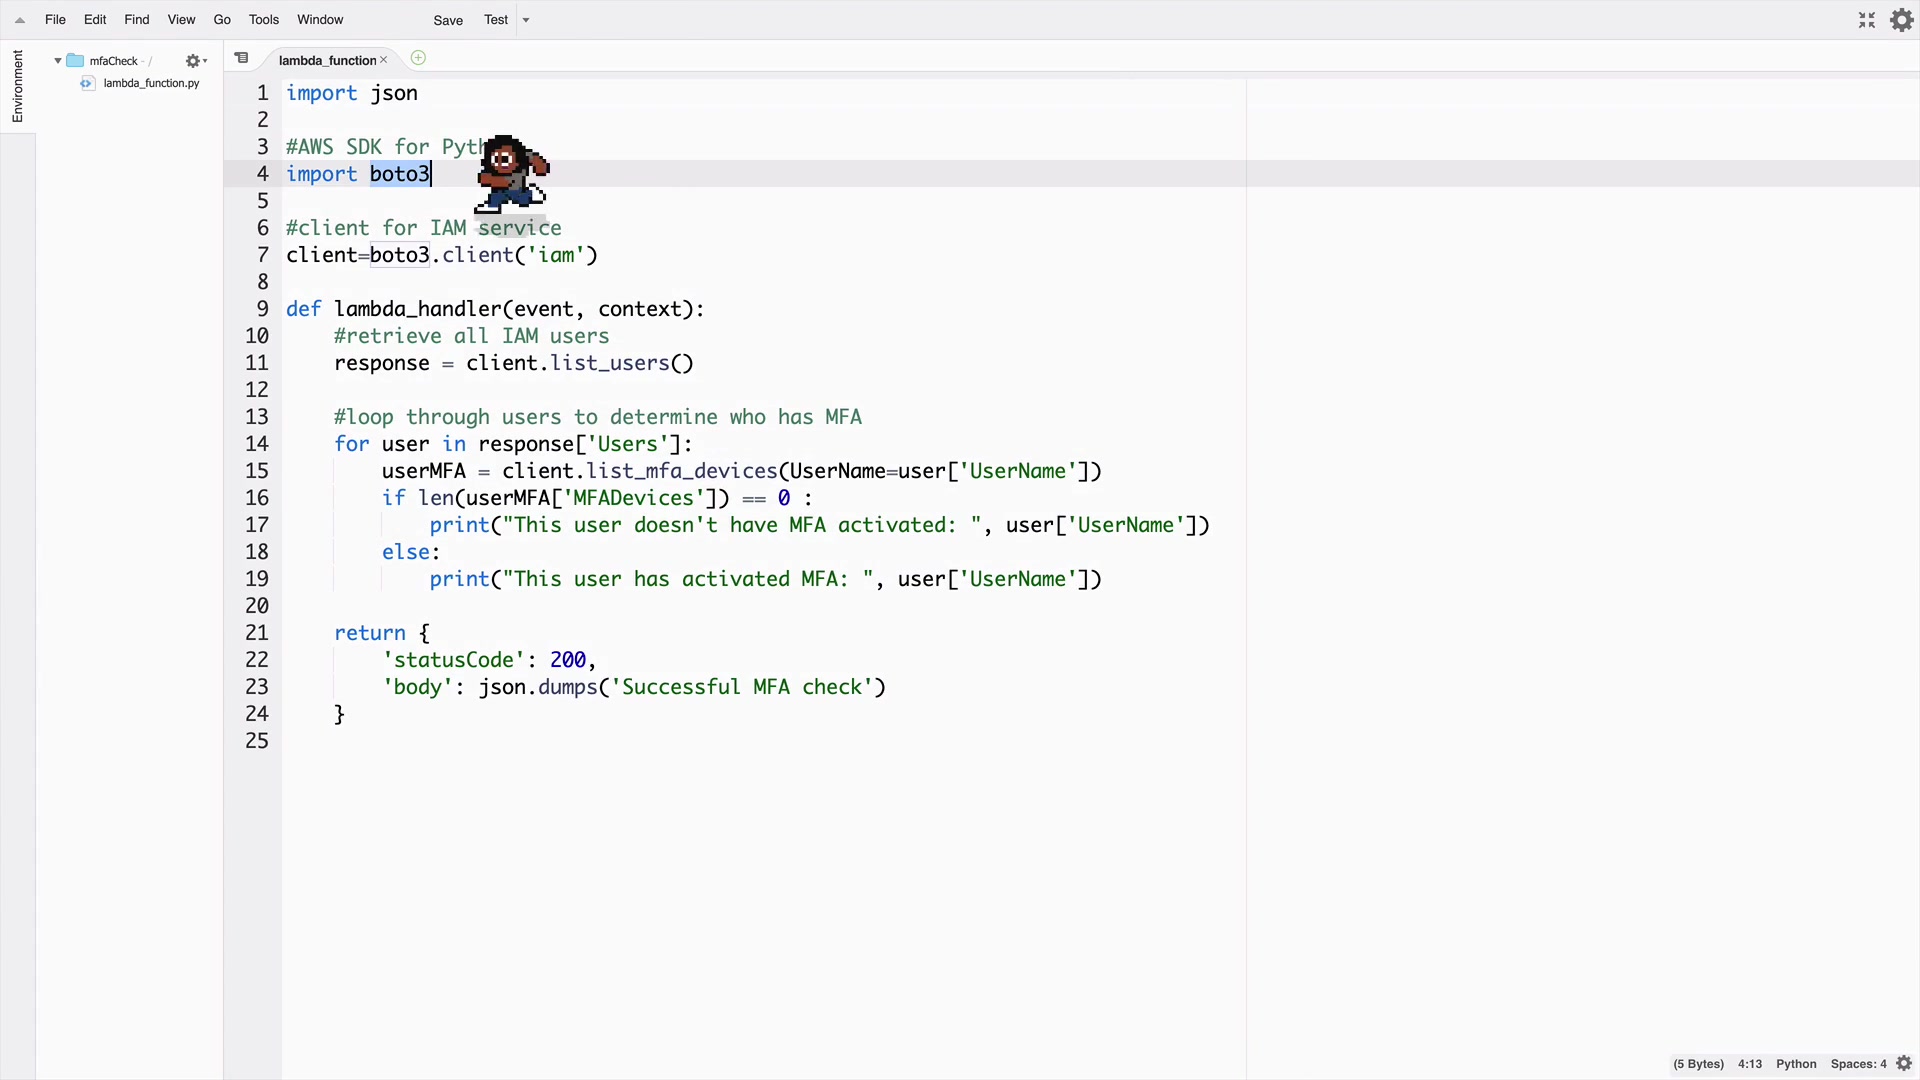 File Edit Find View Go Tools Window Save Test
Environment
mfaCheck - /
lambda_function.py
lambda_function
1 import json
2
3 #AWS SDK for Pyth
4 import boto3
5
6 #client for IAM service
7 client=boto3.client('iam')
8
9 def lambda_handler(event, context):
10 #retrieve all IAM users
11 response = client.list_users()
12
13 #loop through users to determine who has MFA
14 for user in response['Users']:
15 userMFA = client.list_mfa_devices(UserName=user['UserName'])
16 if len(userMFA['MFADevices']) == 0 :
17 print("This user doesn't have MFA activated: ", user['UserName'])
18 else:
19 print("This user has activated MFA: ", user['UserName'])
20
21 return {
22 'statusCode': 200,
23 'body': json.dumps('Successful MFA check')
24 }
25
(5 Bytes) 4:13 Python Spaces: 4